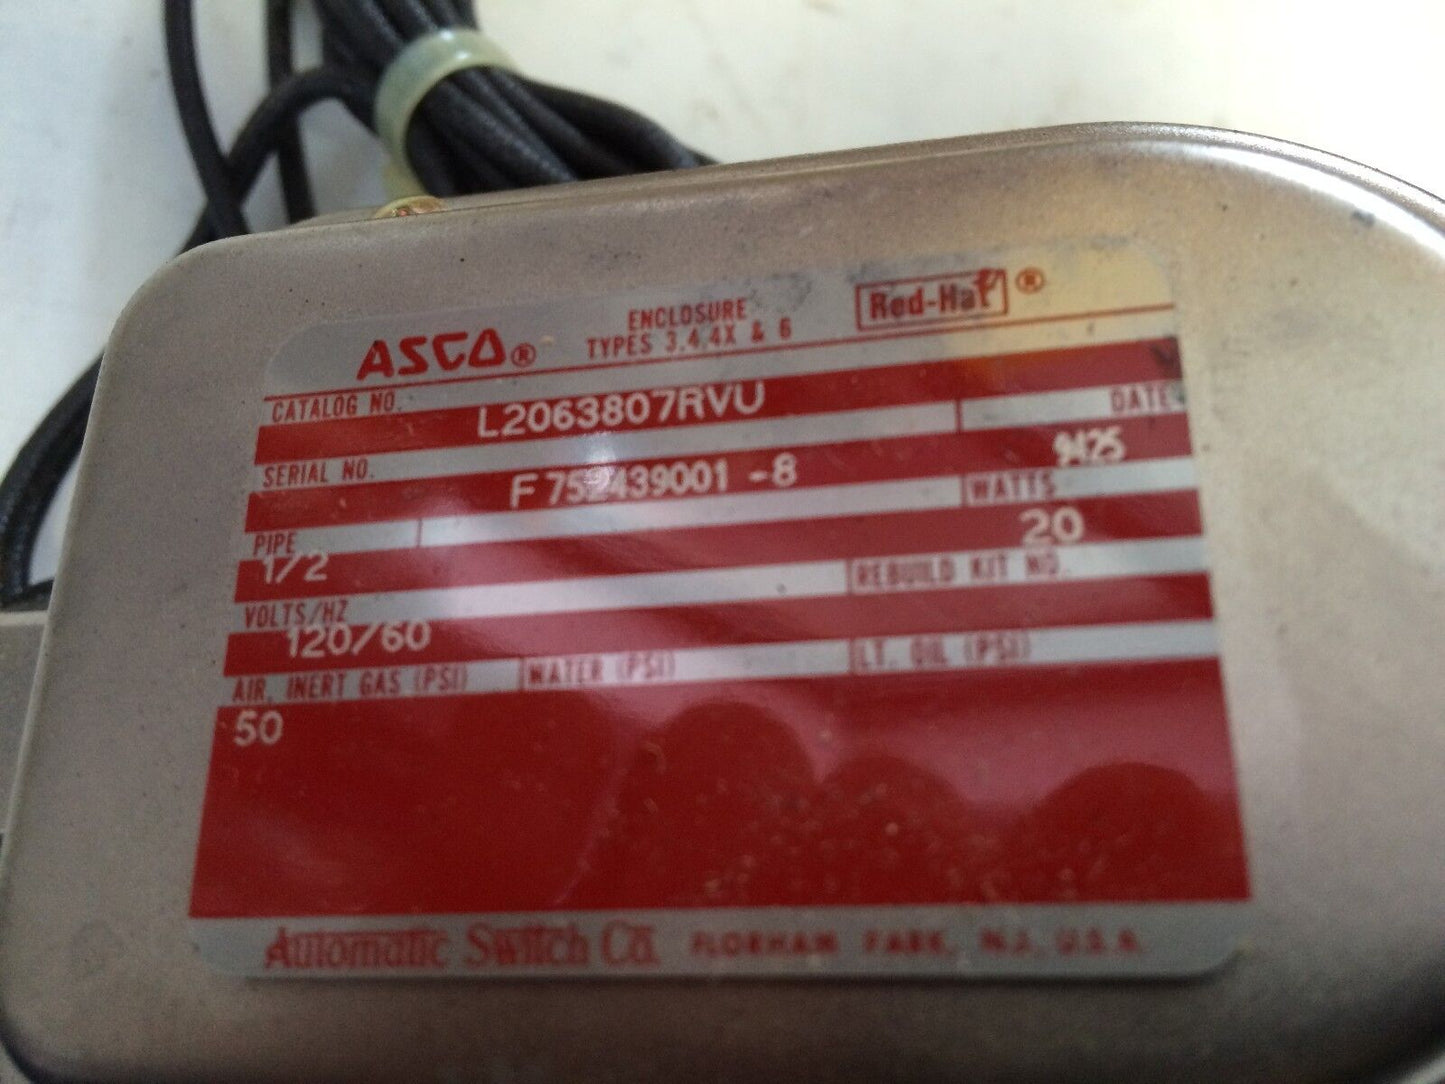 ASCO® ENCLOSURE TYPES 3,4,4X & 6 Red-Hat®
CATALOG NO. L2063807RVU
DATE
SERIAL NO. F 752439001 -8 9425
PIPE WATTS
1/2 20
VOLTS/HZ REBUILD KIT NO.
120/60
AIR, INERT GAS (PSI) WATER (PSI) LT. OIL (PSI)
50
Automatic Switch Co. FLORHAM PARK, N.J. U.S.A.